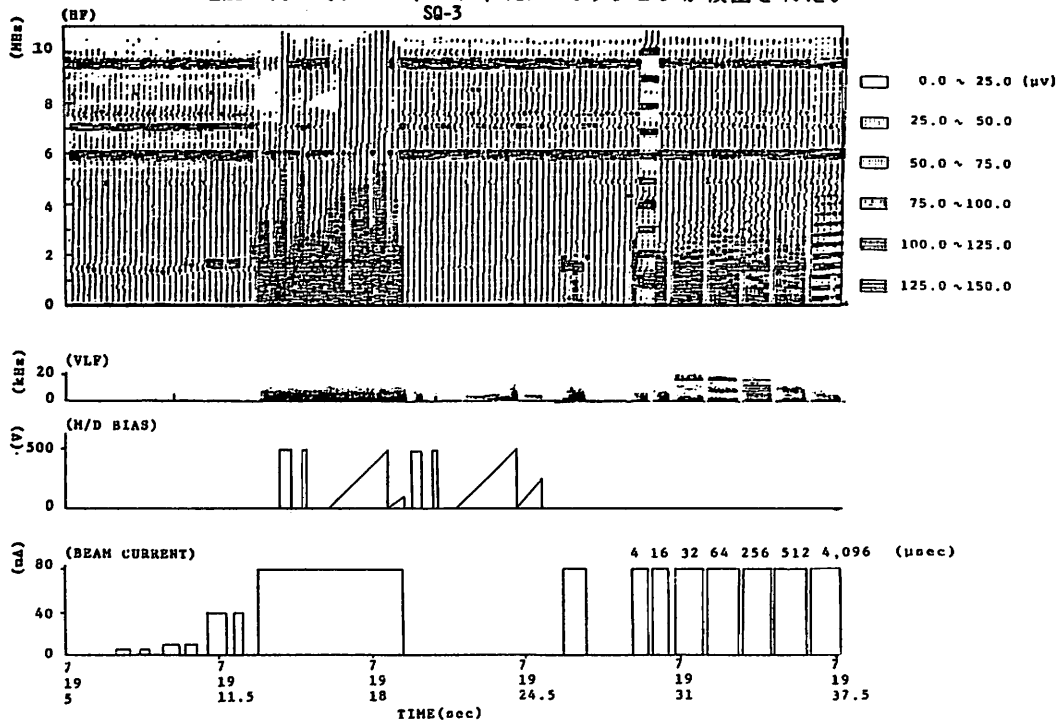 SQ-3
(HF)
(MHz)
10
8
6
4
2
0
0.0 ~ 25.0 (μv)
25.0 ~ 50.0
50.0 ~ 75.0
75.0 ~100.0
100.0 ~125.0
125.0 ~150.0
(VLF)
(kHz)
20
0
(H/D BIAS)
(V)
500
0
(BEAM CURRENT)
(mA)
80
40
0
4 16 32 64 256 512 4,096 (μsec)
7 7 7 7 7 7
19 19 19 19 19 19
5 11.5 18 24.5 31 37.5
TIME(sec)